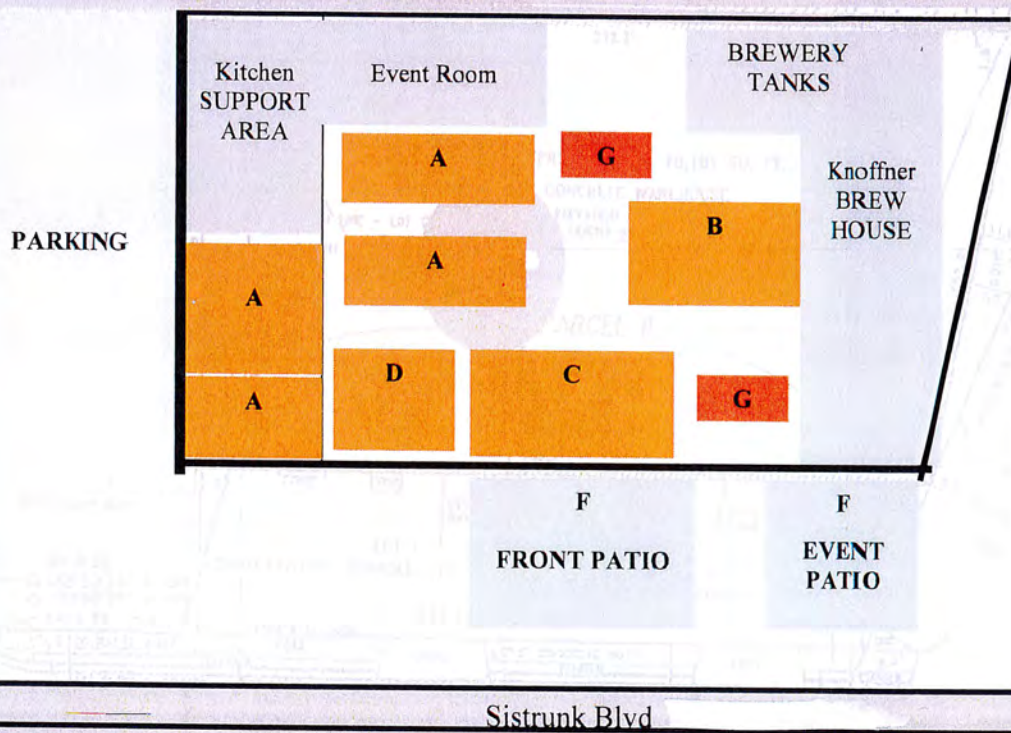 Kitchen
SUPPORT
AREA
Event Room
BREWERY
TANKS
A
G
Knoffner
BREW
HOUSE
B
PARKING
A
A
A
D
C
G
F
FRONT PATIO
F
EVENT
PATIO
Sistrunk Blvd